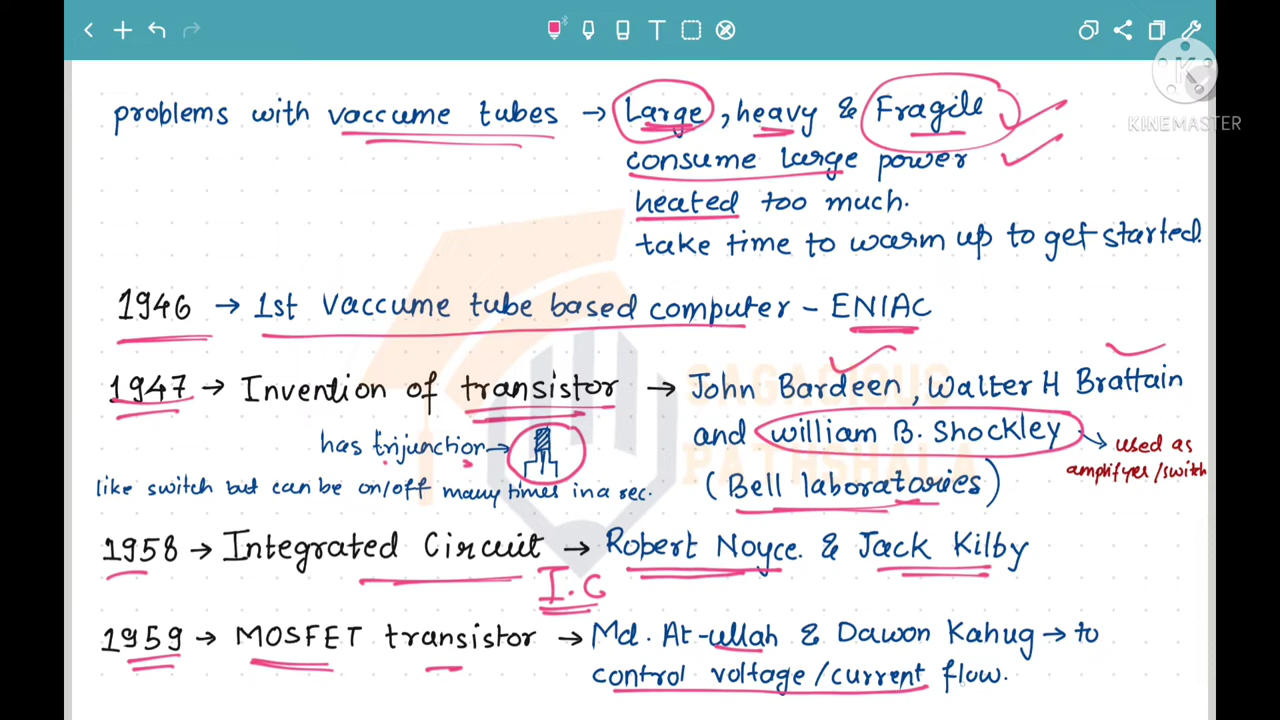 problems with vaccume tubes → Large, heavy & Fragile
KINEMASTER
consume large power
heated too much.
take time to warm up to get started.
1946 → 1st vaccume tube based computer - ENIAC
1947 → Invention of transistor → John Bardeen, Walter H Brattain
and william B. Shockley
used as
amplifyer/swith
has trijunction →
like switch but can be on/off many times in a sec.
(Bell laboratories)
SAGACIOUS
PATHSHALA
1958 → Integrated Circuit → Robert Noyce & Jack Kilby
I.C
1959 → MOSFET transistor → Md. At-ullah & Dawon Kahug → to
control voltage/current flow.